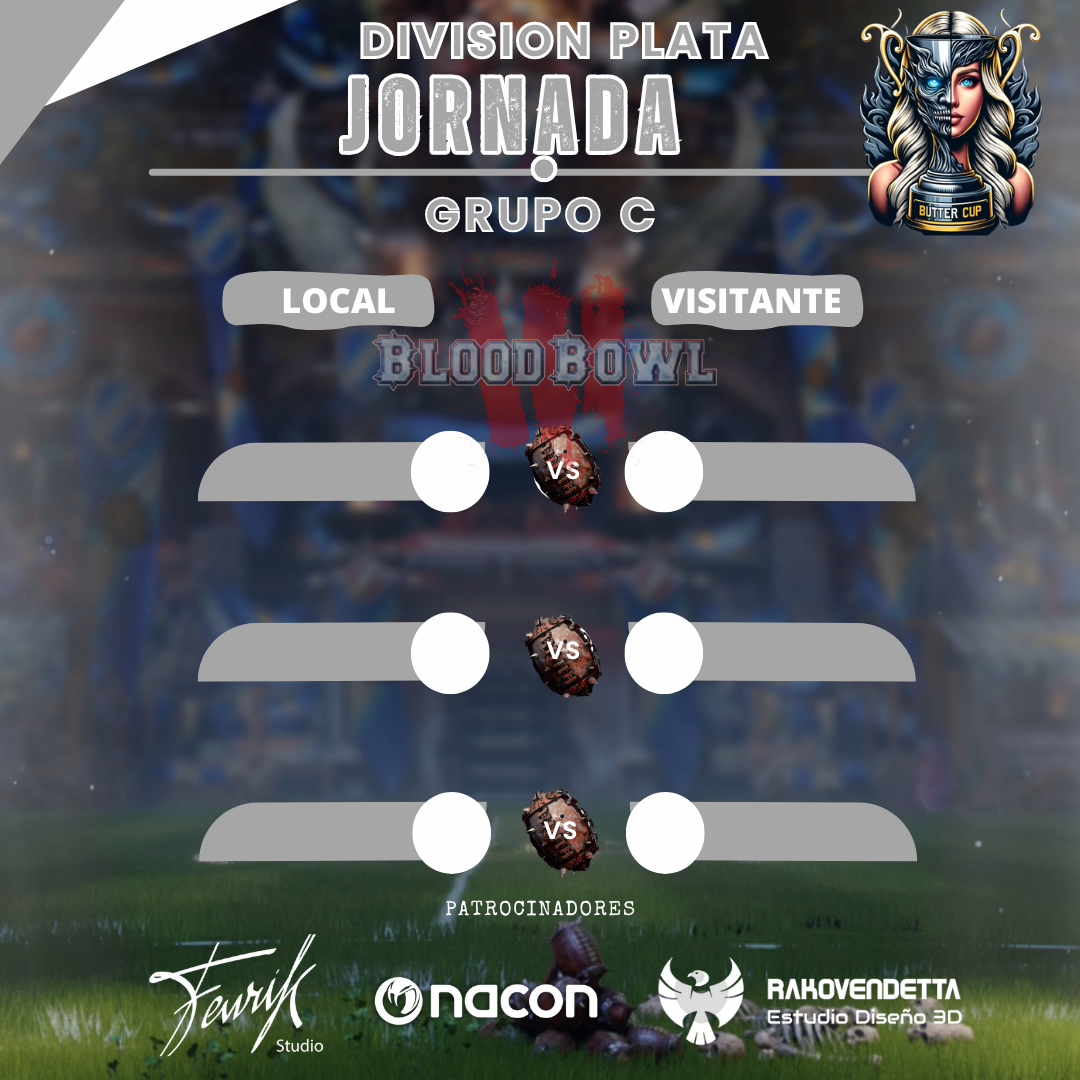 DIVISION PLATA
JORNADA
GRUPO C
BUTTER CUP
LOCAL
VISITANTE
BLOOD BOWL
VS
VS
VS
PATROCINADORES
Fenrik
Studio
nacon
RAKOVENDETTA
Estudio Diseño 3D